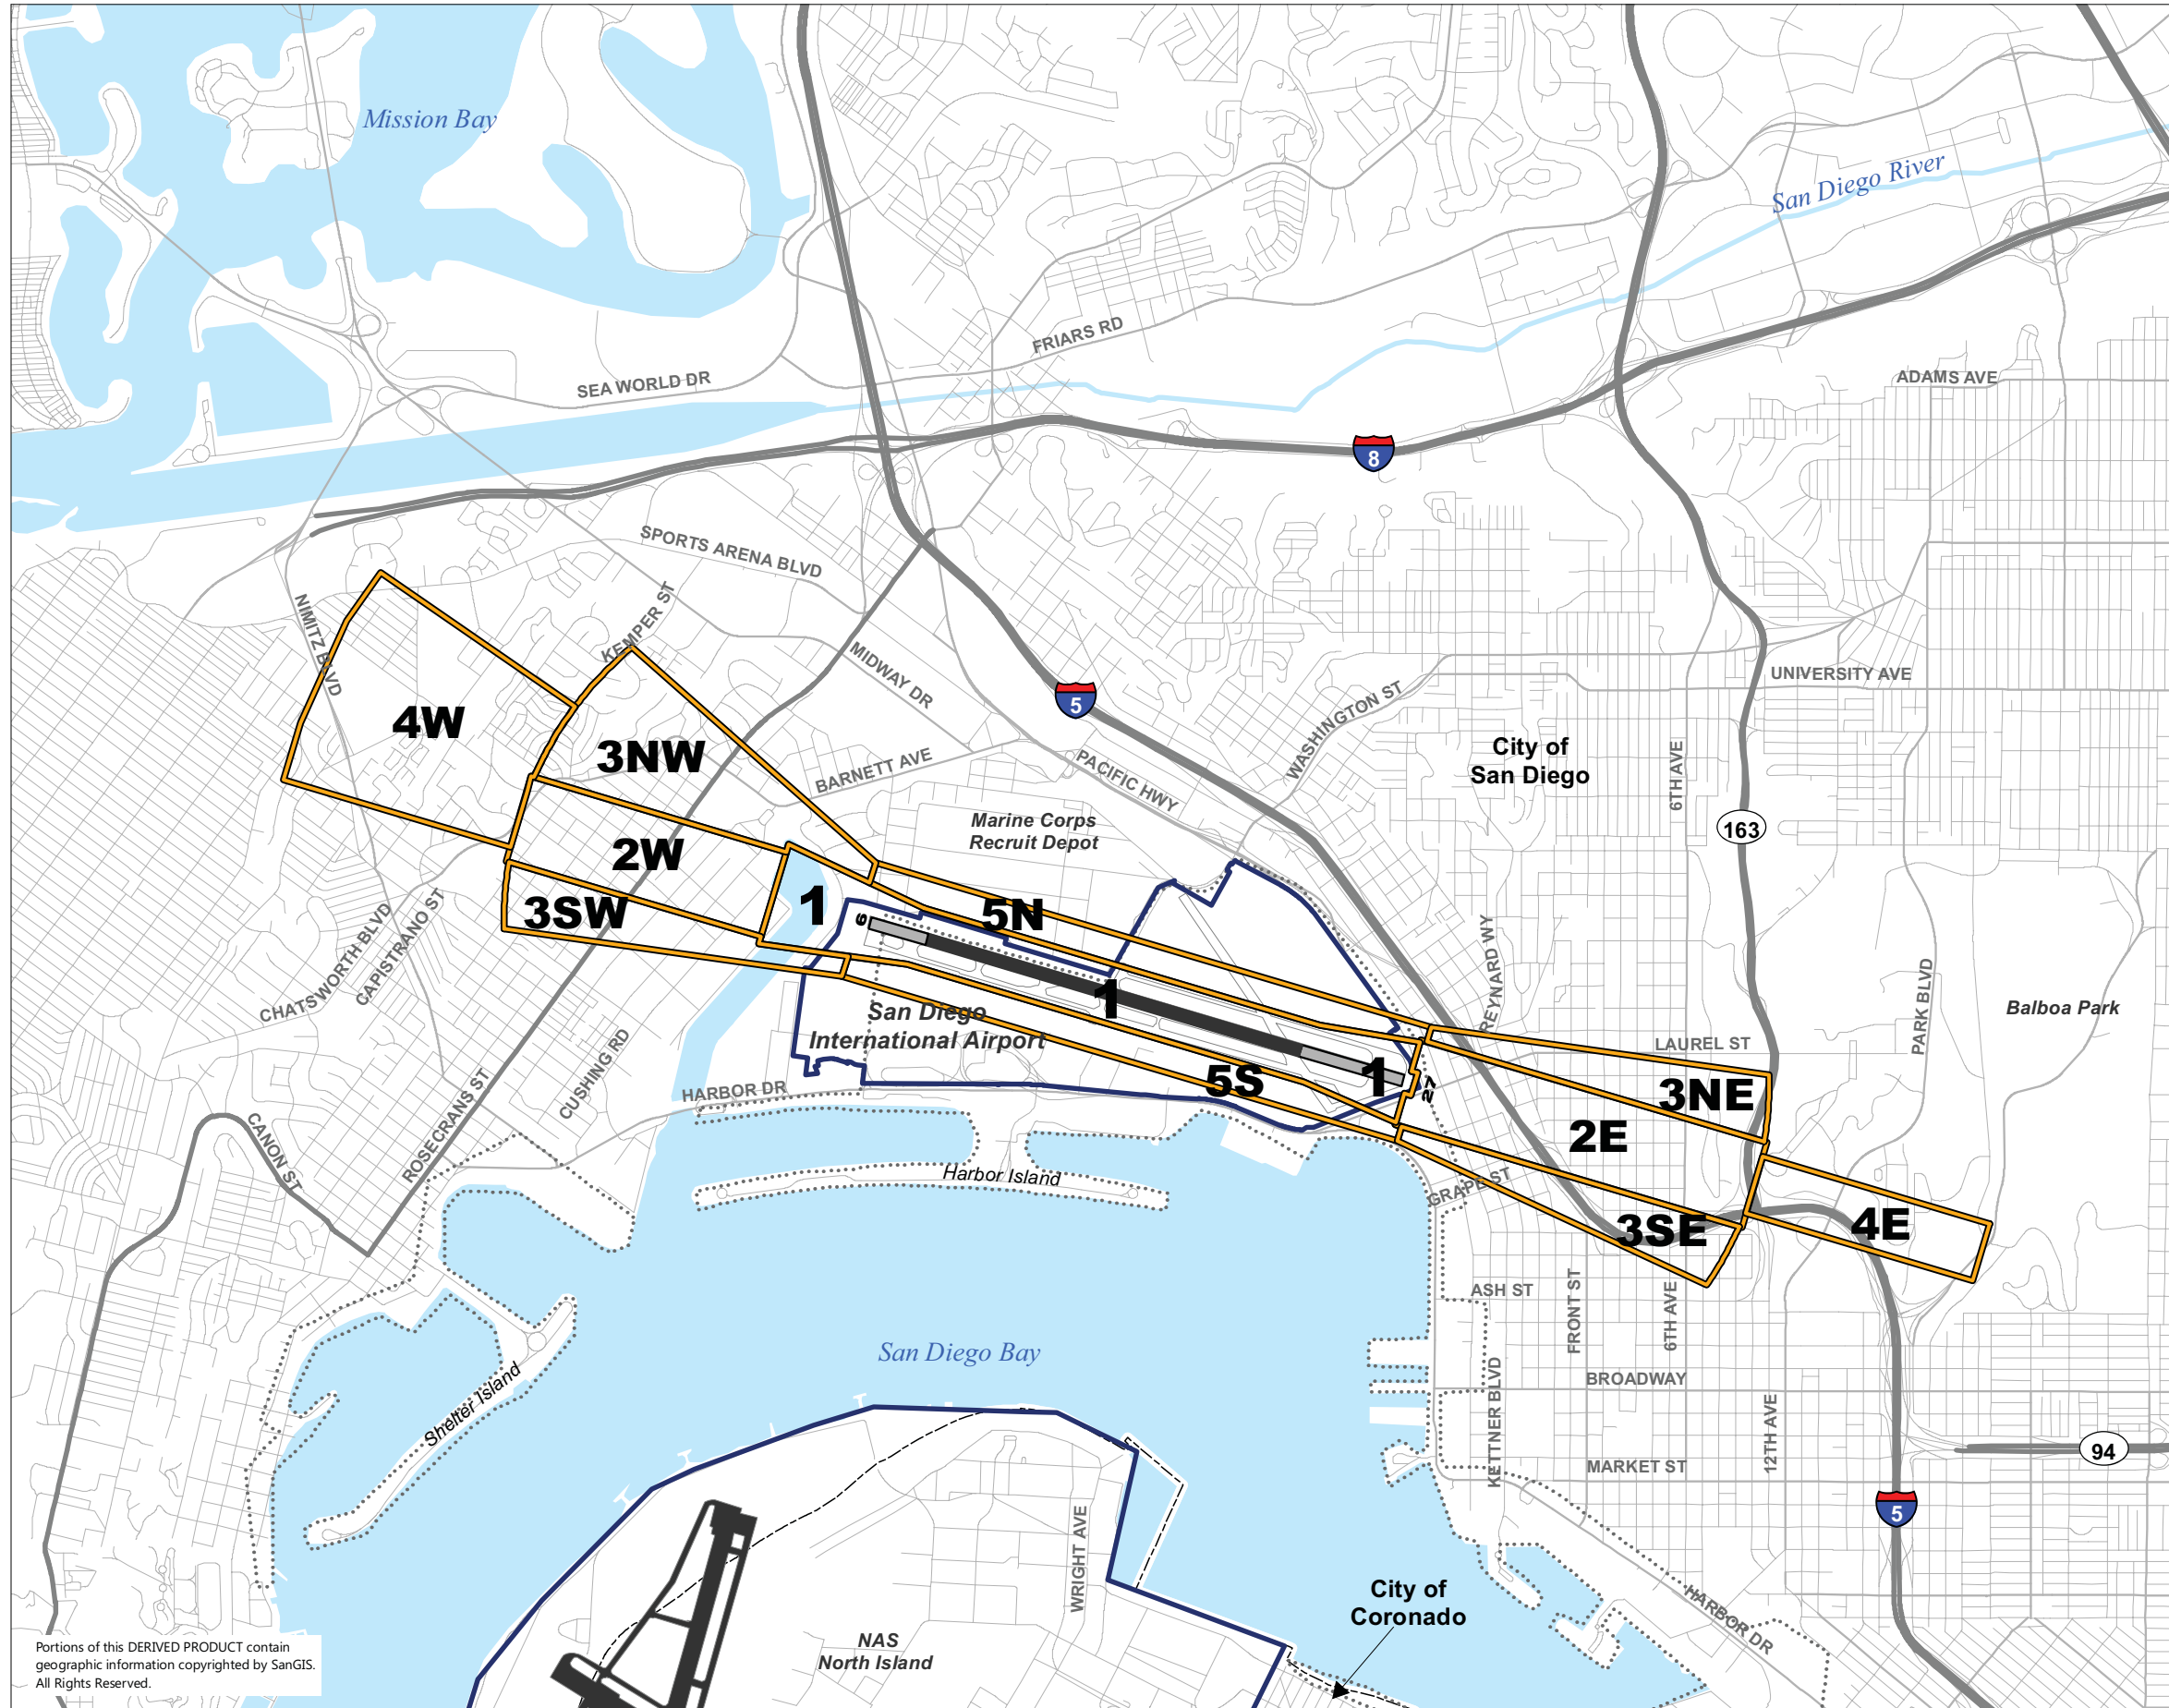 Mission Bay
San Diego River
FRIARS RD
SEA WORLD DR
ADAMS AVE
8
SPORTS ARENA BLVD
NIMITZ BLVD
KEMPER ST
MIDWAY DR
5
WASHINGTON ST
UNIVERSITY AVE
4W
3NW
BARNETT AVE
PACIFIC HWY
City of
San Diego
6TH AVE
163
Marine Corps
Recruit Depot
2W
1
3SW
5N
9
CHATSWORTH BLVD
CAPISTRANO ST
REYNARD WY
PARK BLVD
Balboa Park
1
San Diego
International Airport
LAUREL ST
5S
1
27
3NE
2E
CUSHING RD
HARBOR DR
ROSECRANS ST
CANON ST
Harbor Island
GRAPE ST
3SE
4E
ASH ST
FRONT ST
6TH AVE
San Diego Bay
Shelter Island
BROADWAY
KETTNER BLVD
12TH AVE
MARKET ST
94
5
WRIGHT AVE
City of
Coronado
HARBOR DR
NAS
North Island
Portions of this DERIVED PRODUCT contain
geographic information copyrighted by SanGIS.
All Rights Reserved.